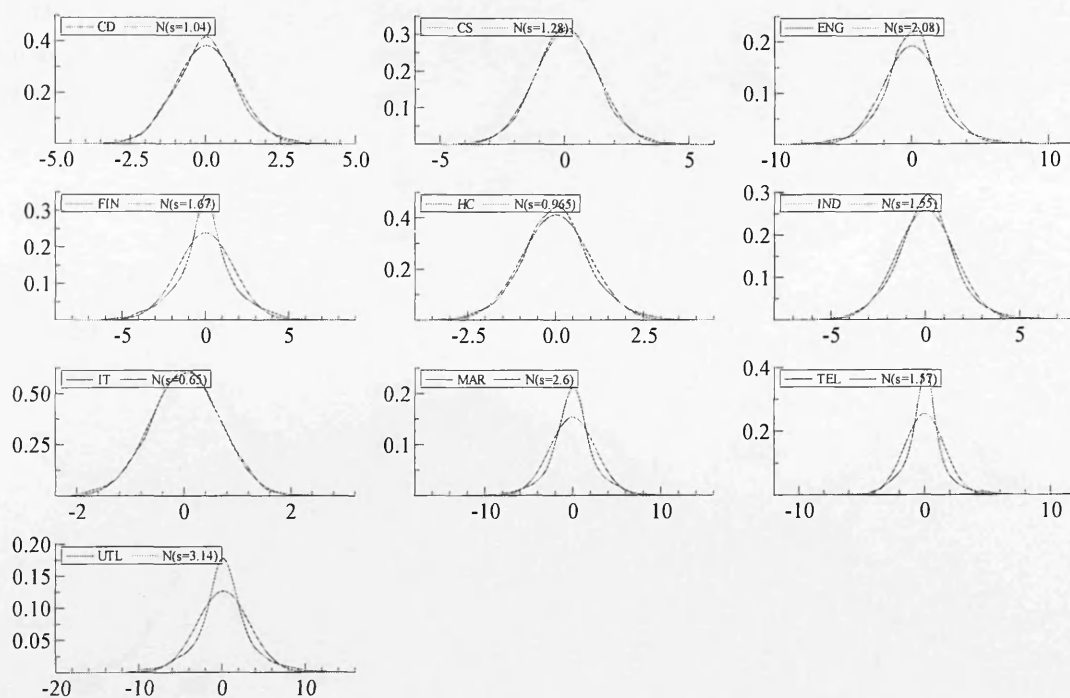 CD N(s=1.04)
0.4
0.2
-5.0 -2.5 0.0 2.5 5.0
CS N(s=1.28)
0.3
0.2
0.1
-5 0 5
ENG N(s=2.08)
0.2
0.1
-10 0 10
FIN N(s=1.67)
0.3
0.2
0.1
-5 0 5
HC N(s=0.965)
0.4
0.2
-2.5 0.0 2.5
IND N(s=1.55)
0.3
0.2
0.1
-5 0 5
IT N(s=0.65)
0.50
0.25
-2 0 2
MAR N(s=2.6)
0.2
0.1
-10 0 10
TEL N(s=1.57)
0.4
0.2
-10 0 10
UTL N(s=3.14)
0.20
0.15
0.10
0.05
-20 -10 0 10